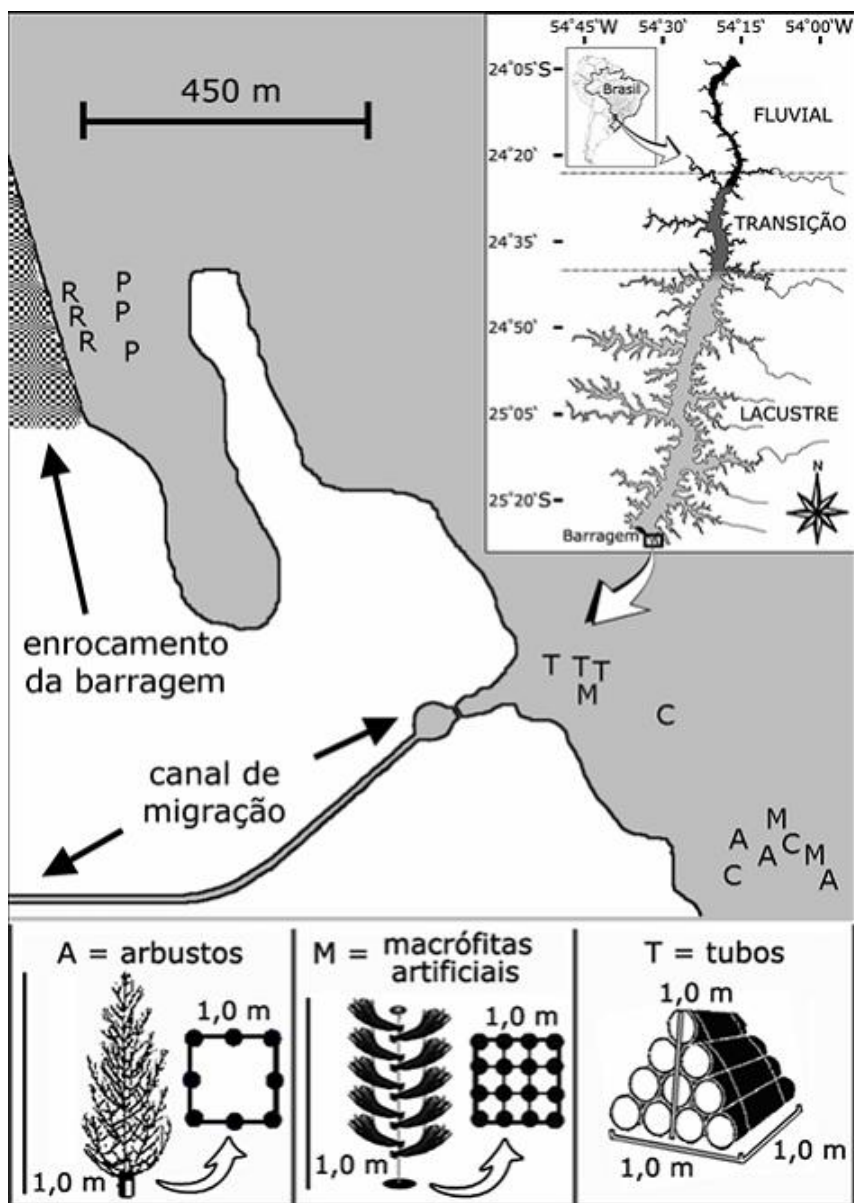 54°45'W 54°30' 54°15' 54°00'W
24°05'S
24°20'
24°35'
24°50'
25°05'
25°20'S
Brasil
FLUVIAL
TRANSIÇÃO
LACUSTRE
N
Barragem
450 m
R P
R P
R P
enrocamento
da barragem
canal de
migração
T T T
M
C
M
A C
A M
C A
A = arbustos
1,0 m
1,0 m
M = macrófitas
artificiais
1,0 m
1,0 m
T = tubos
1,0 m
1,0 m
1,0 m